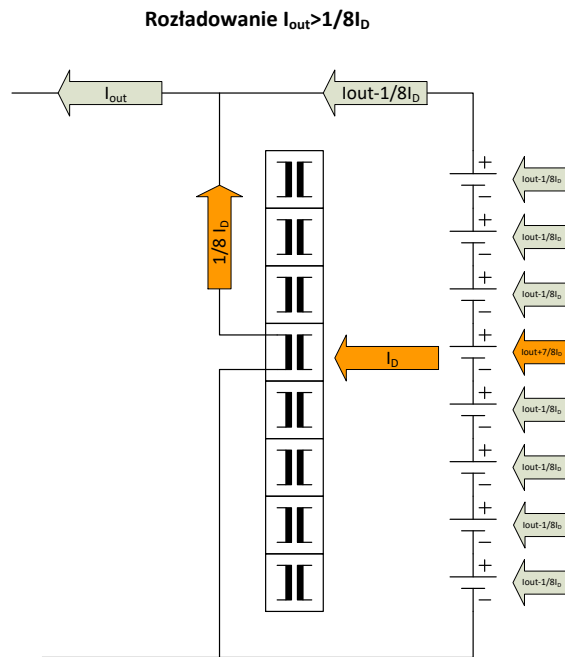 Rozładowanie Iout>1/8ID
Iout
Iout-1/8ID
1/8 ID
ID
+
Iout-1/8ID
−
+
Iout-1/8ID
−
+
Iout-1/8ID
−
+
Iout+7/8ID
−
+
Iout-1/8ID
−
+
Iout-1/8ID
−
+
Iout-1/8ID
−
+
Iout-1/8ID
−